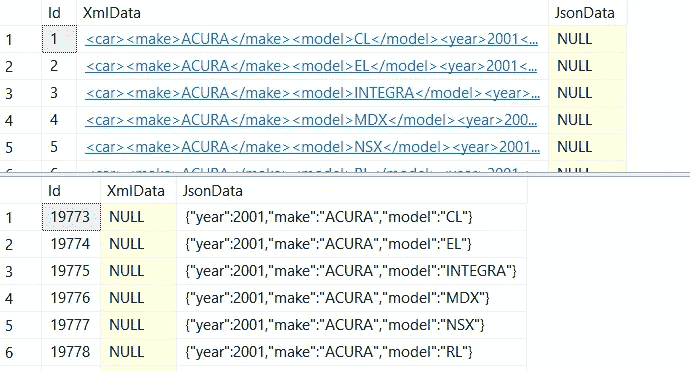 Id XmlData JsonData
1 1 <car><make>ACURA</make><model>CL</model><year>2001<... NULL
2 2 <car><make>ACURA</make><model>EL</model><year>2001<... NULL
3 3 <car><make>ACURA</make><model>INTEGRA</model><year>... NULL
4 4 <car><make>ACURA</make><model>MDX</model><year>200... NULL
5 5 <car><make>ACURA</make><model>NSX</model><year>2001... NULL
Id XmlData JsonData
1 19773 NULL {"year":2001,"make":"ACURA","model":"CL"}
2 19774 NULL {"year":2001,"make":"ACURA","model":"EL"}
3 19775 NULL {"year":2001,"make":"ACURA","model":"INTEGRA"}
4 19776 NULL {"year":2001,"make":"ACURA","model":"MDX"}
5 19777 NULL {"year":2001,"make":"ACURA","model":"NSX"}
6 19778 NULL {"year":2001,"make":"ACURA","model":"RL"}